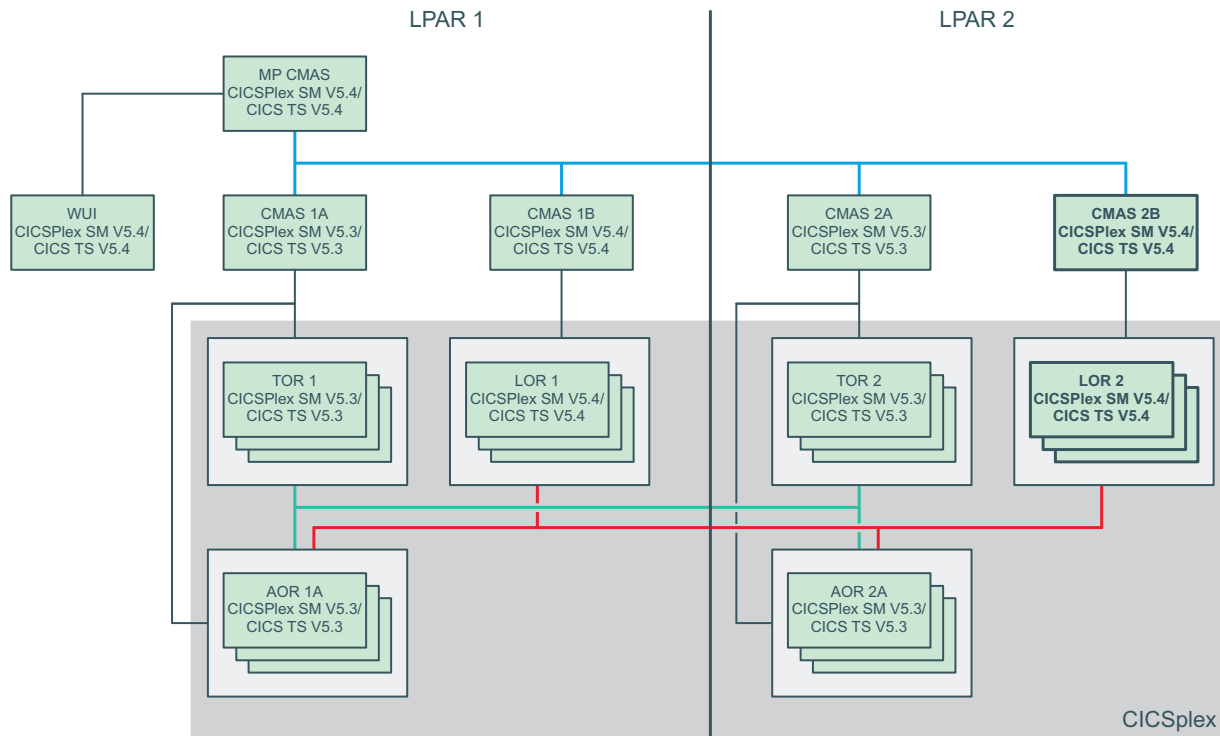 LPAR 1
LPAR 2
MP CMAS
CICSPlex SM V5.4/
CICS TS V5.4
WUI
CICSPlex SM V5.4/
CICS TS V5.4
CMAS 1A
CICSPlex SM V5.3/
CICS TS V5.3
CMAS 1B
CICSPlex SM V5.4/
CICS TS V5.4
CMAS 2A
CICSPlex SM V5.3/
CICS TS V5.3
CMAS 2B
CICSPlex SM V5.4/
CICS TS V5.4
TOR 1
CICSPlex SM V5.3/
CICS TS V5.3
LOR 1
CICSPlex SM V5.4/
CICS TS V5.4
TOR 2
CICSPlex SM V5.3/
CICS TS V5.3
LOR 2
CICSPlex SM V5.4/
CICS TS V5.4
AOR 1A
CICSPlex SM V5.3/
CICS TS V5.3
AOR 2A
CICSPlex SM V5.3/
CICS TS V5.3
CICSplex